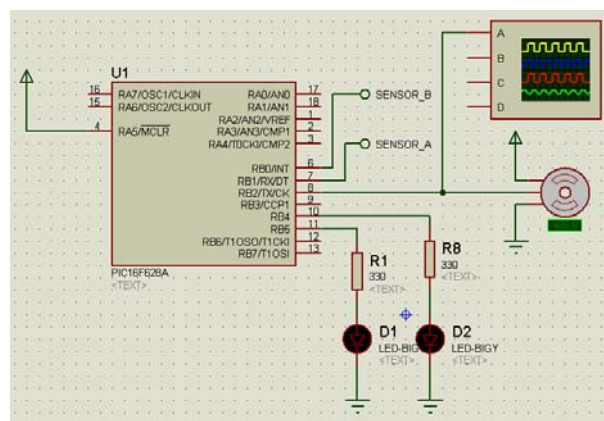 U1
16 RA7/OSC1/CLKIN RA0/AN0 17
15 RA6/OSC2/CLKOUT RA1/AN1 18
RA2/AN2/VREF 1
4 RA5/MCLR RA3/AN3/CMP1 2
RA4/T0CKI/CMP2 3
RB0/INT 6
RB1/RX/DT 7
RB2/TX/CK 8
RB3/CCP1 9
RB4 10
RB5 11
RB6/T1OSO/T1CKI 12
RB7/T1OSI 13
PIC16F628A
<TEXT>
SENSOR_B
SENSOR_A
A
B
C
D
R1
330
<TEXT>
R8
330
<TEXT>
D1
LED-BIG
<TEXT>
D2
LED-BIGY
<TEXT>